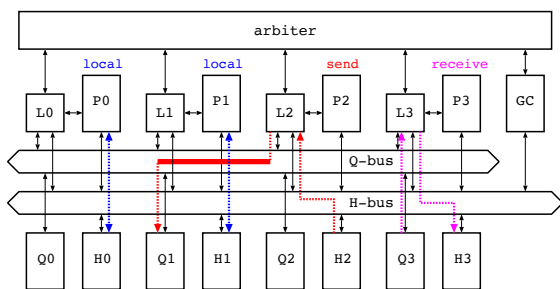 arbiter
local local send receive
L0 P0 L1 P1 L2 P2 L3 P3 GC
Q-bus
H-bus
Q0 H0 Q1 H1 Q2 H2 Q3 H3